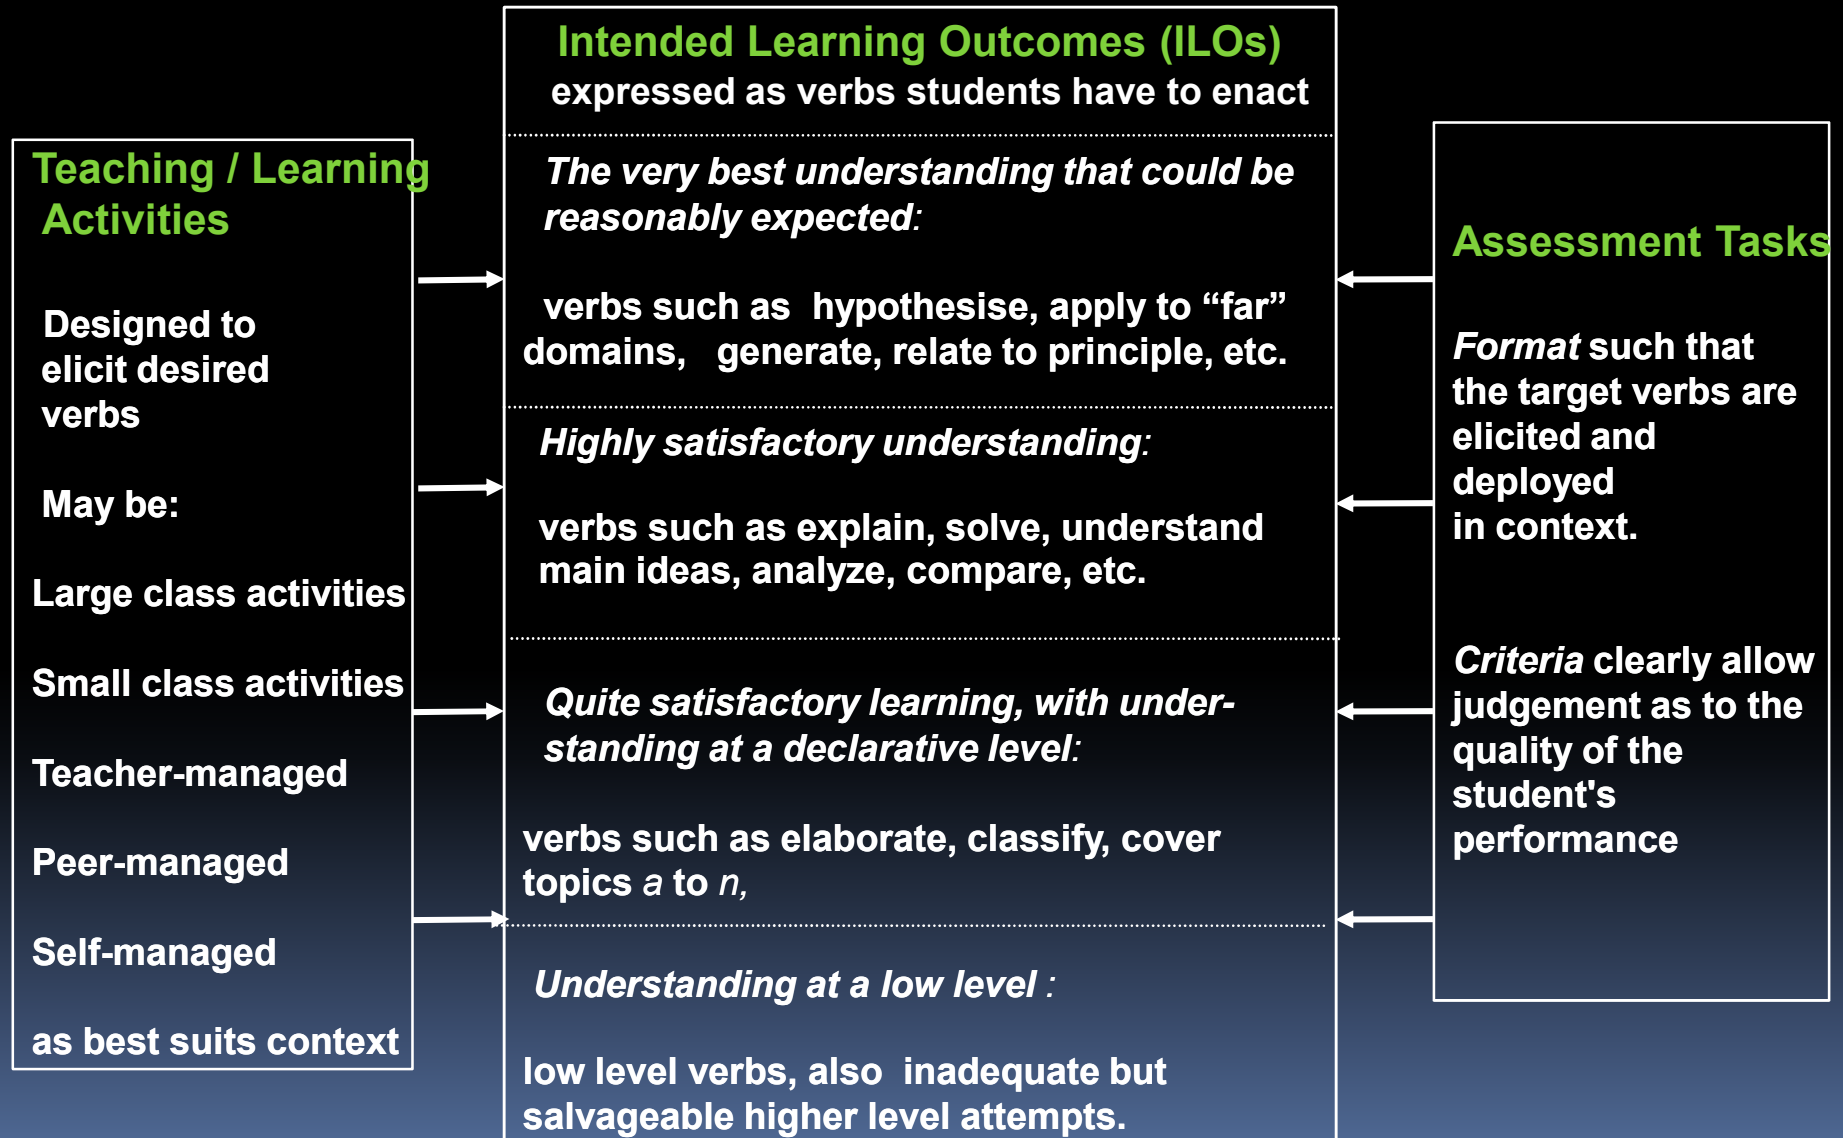 Intended Learning Outcomes (ILOs)
expressed as verbs students have to enact
Teaching / Learning
Activities
Designed to
elicit desired
verbs
May be:
Large class activities
Small class activities
Teacher-managed
Peer-managed
Self-managed
as best suits context
The very best understanding that could be
reasonably expected:
verbs such as hypothesise, apply to “far”
domains, generate, relate to principle, etc.
Highly satisfactory understanding:
verbs such as explain, solve, understand
main ideas, analyze, compare, etc.
Quite satisfactory learning, with under-
standing at a declarative level:
verbs such as elaborate, classify, cover
topics a to n,
Understanding at a low level :
low level verbs, also inadequate but
salvageable higher level attempts.
Assessment Tasks
Format such that
the target verbs are
elicited and
deployed
in context.
Criteria clearly allow
judgement as to the
quality of the
student's
performance